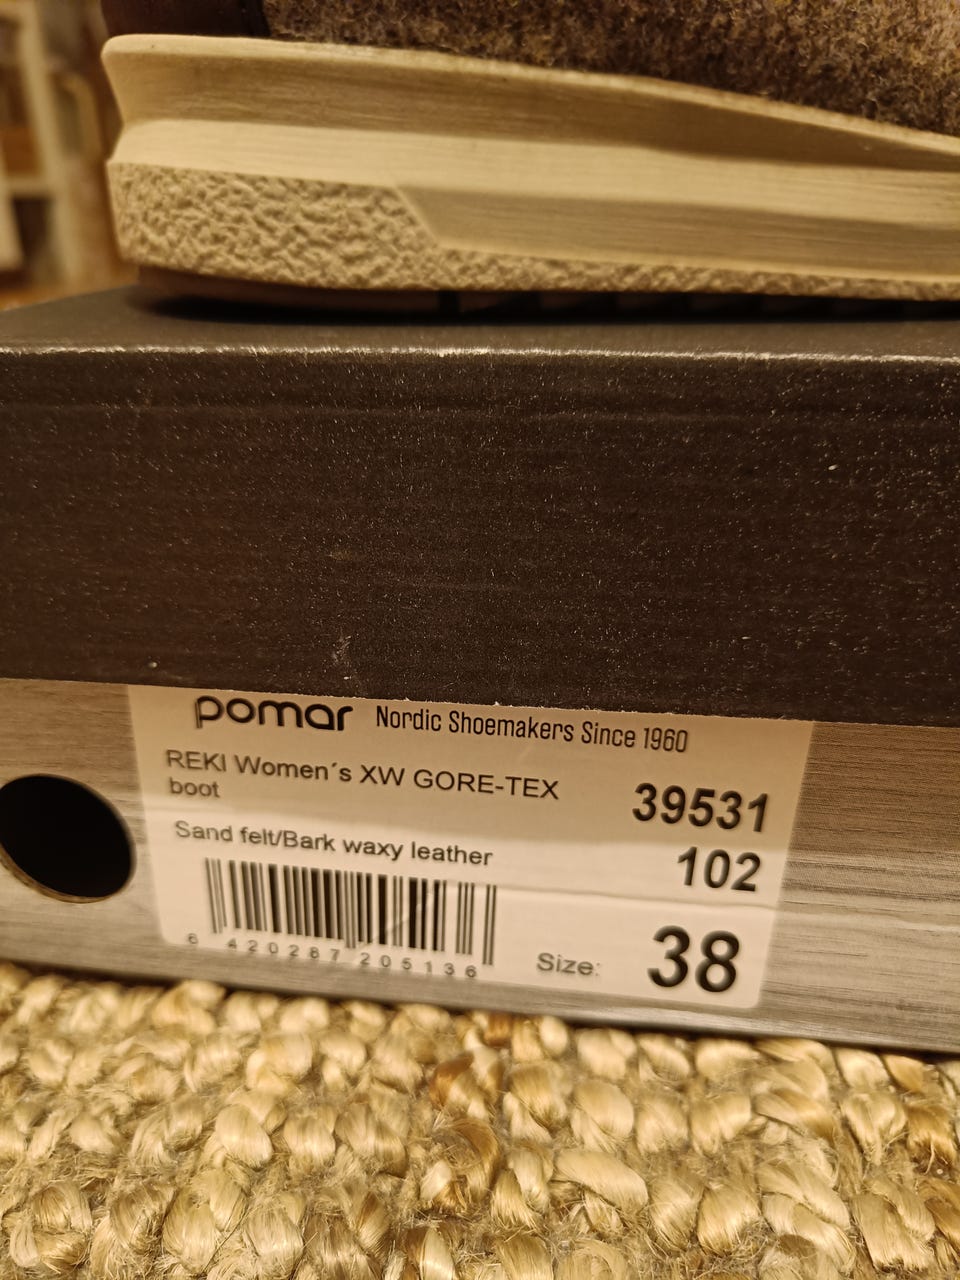 pomar Nordic Shoemakers Since 1960
REKI Women´s XW GORE-TEX
boot
39531
Sand felt/Bark waxy leather
102
6 420287 205136
Size: 38